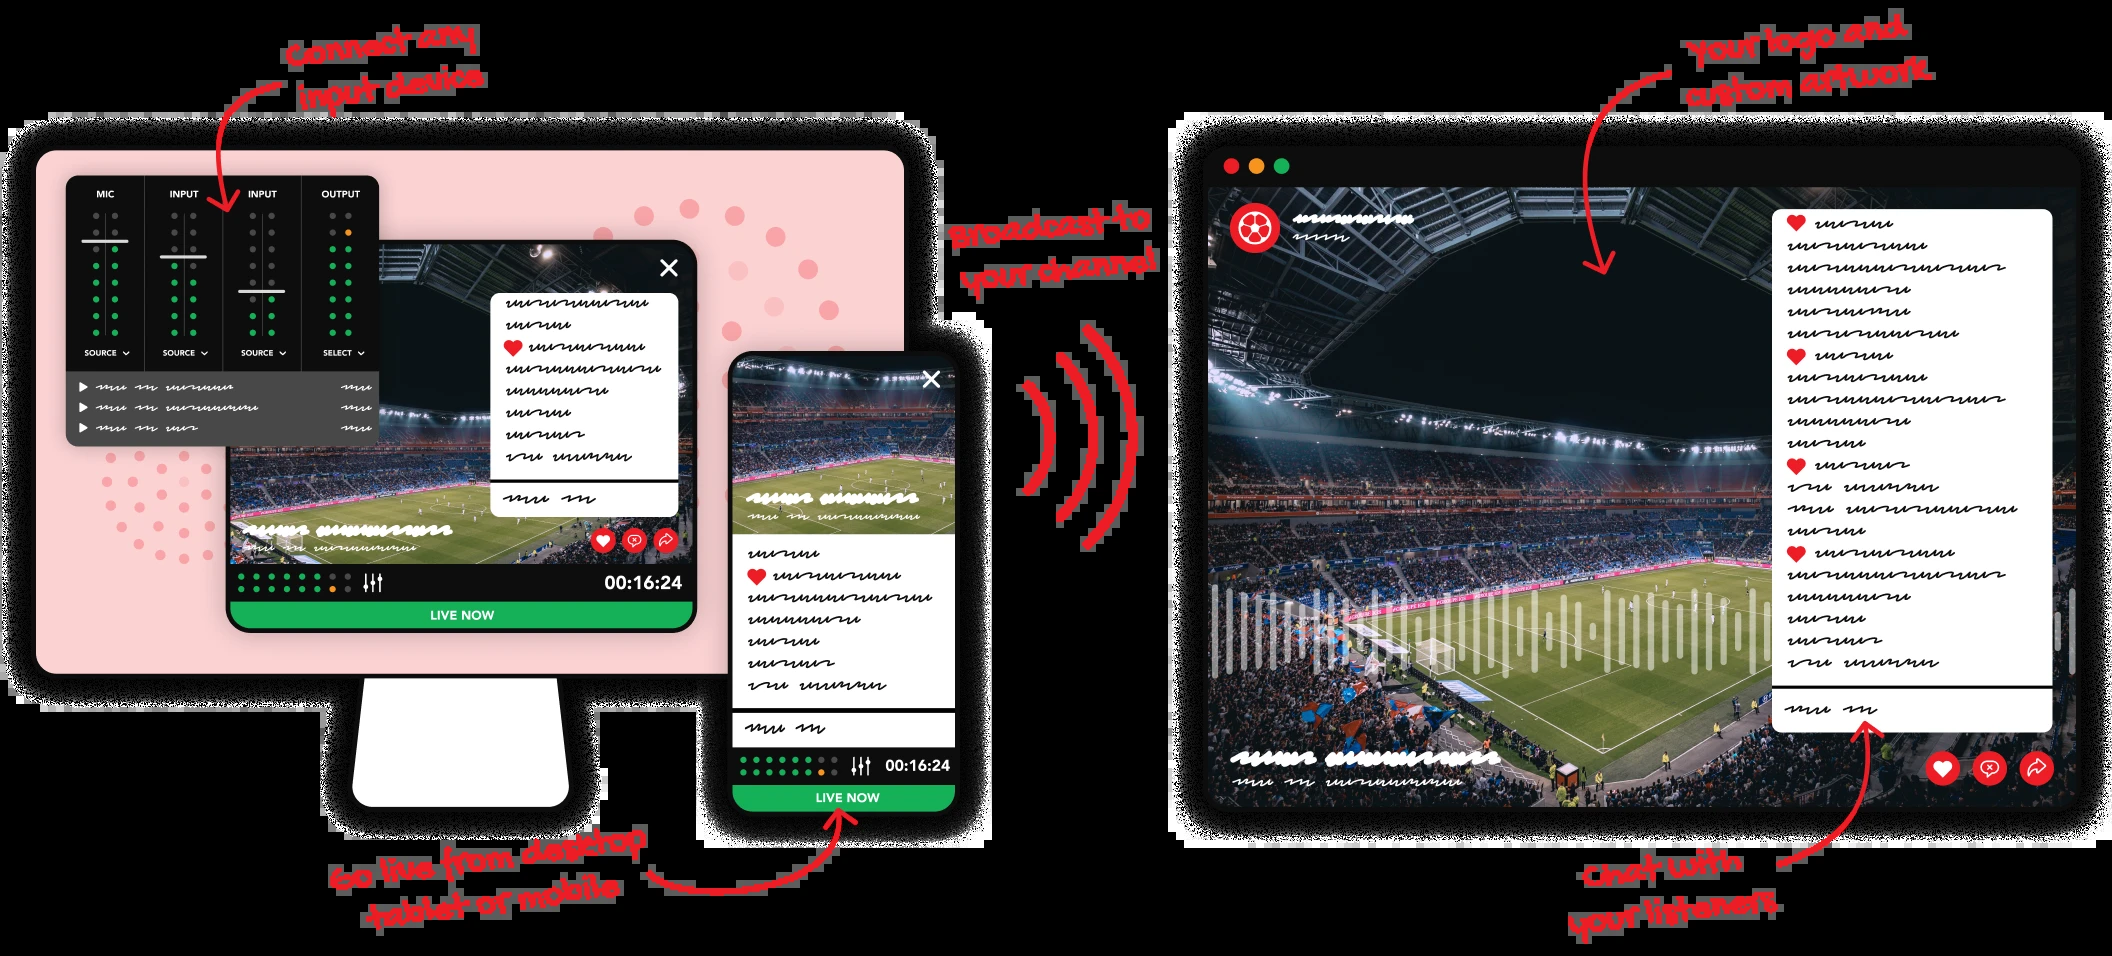 Connect any
input device
Your logo and
custom artwork
MIC
INPUT
INPUT
OUTPUT
SOURCE
SOURCE
SOURCE
SELECT
Broadcast to
your channel
00:16:24
LIVE NOW
00:16:24
LIVE NOW
Go live from desktop
tablet or mobile
Chat with
your listeners